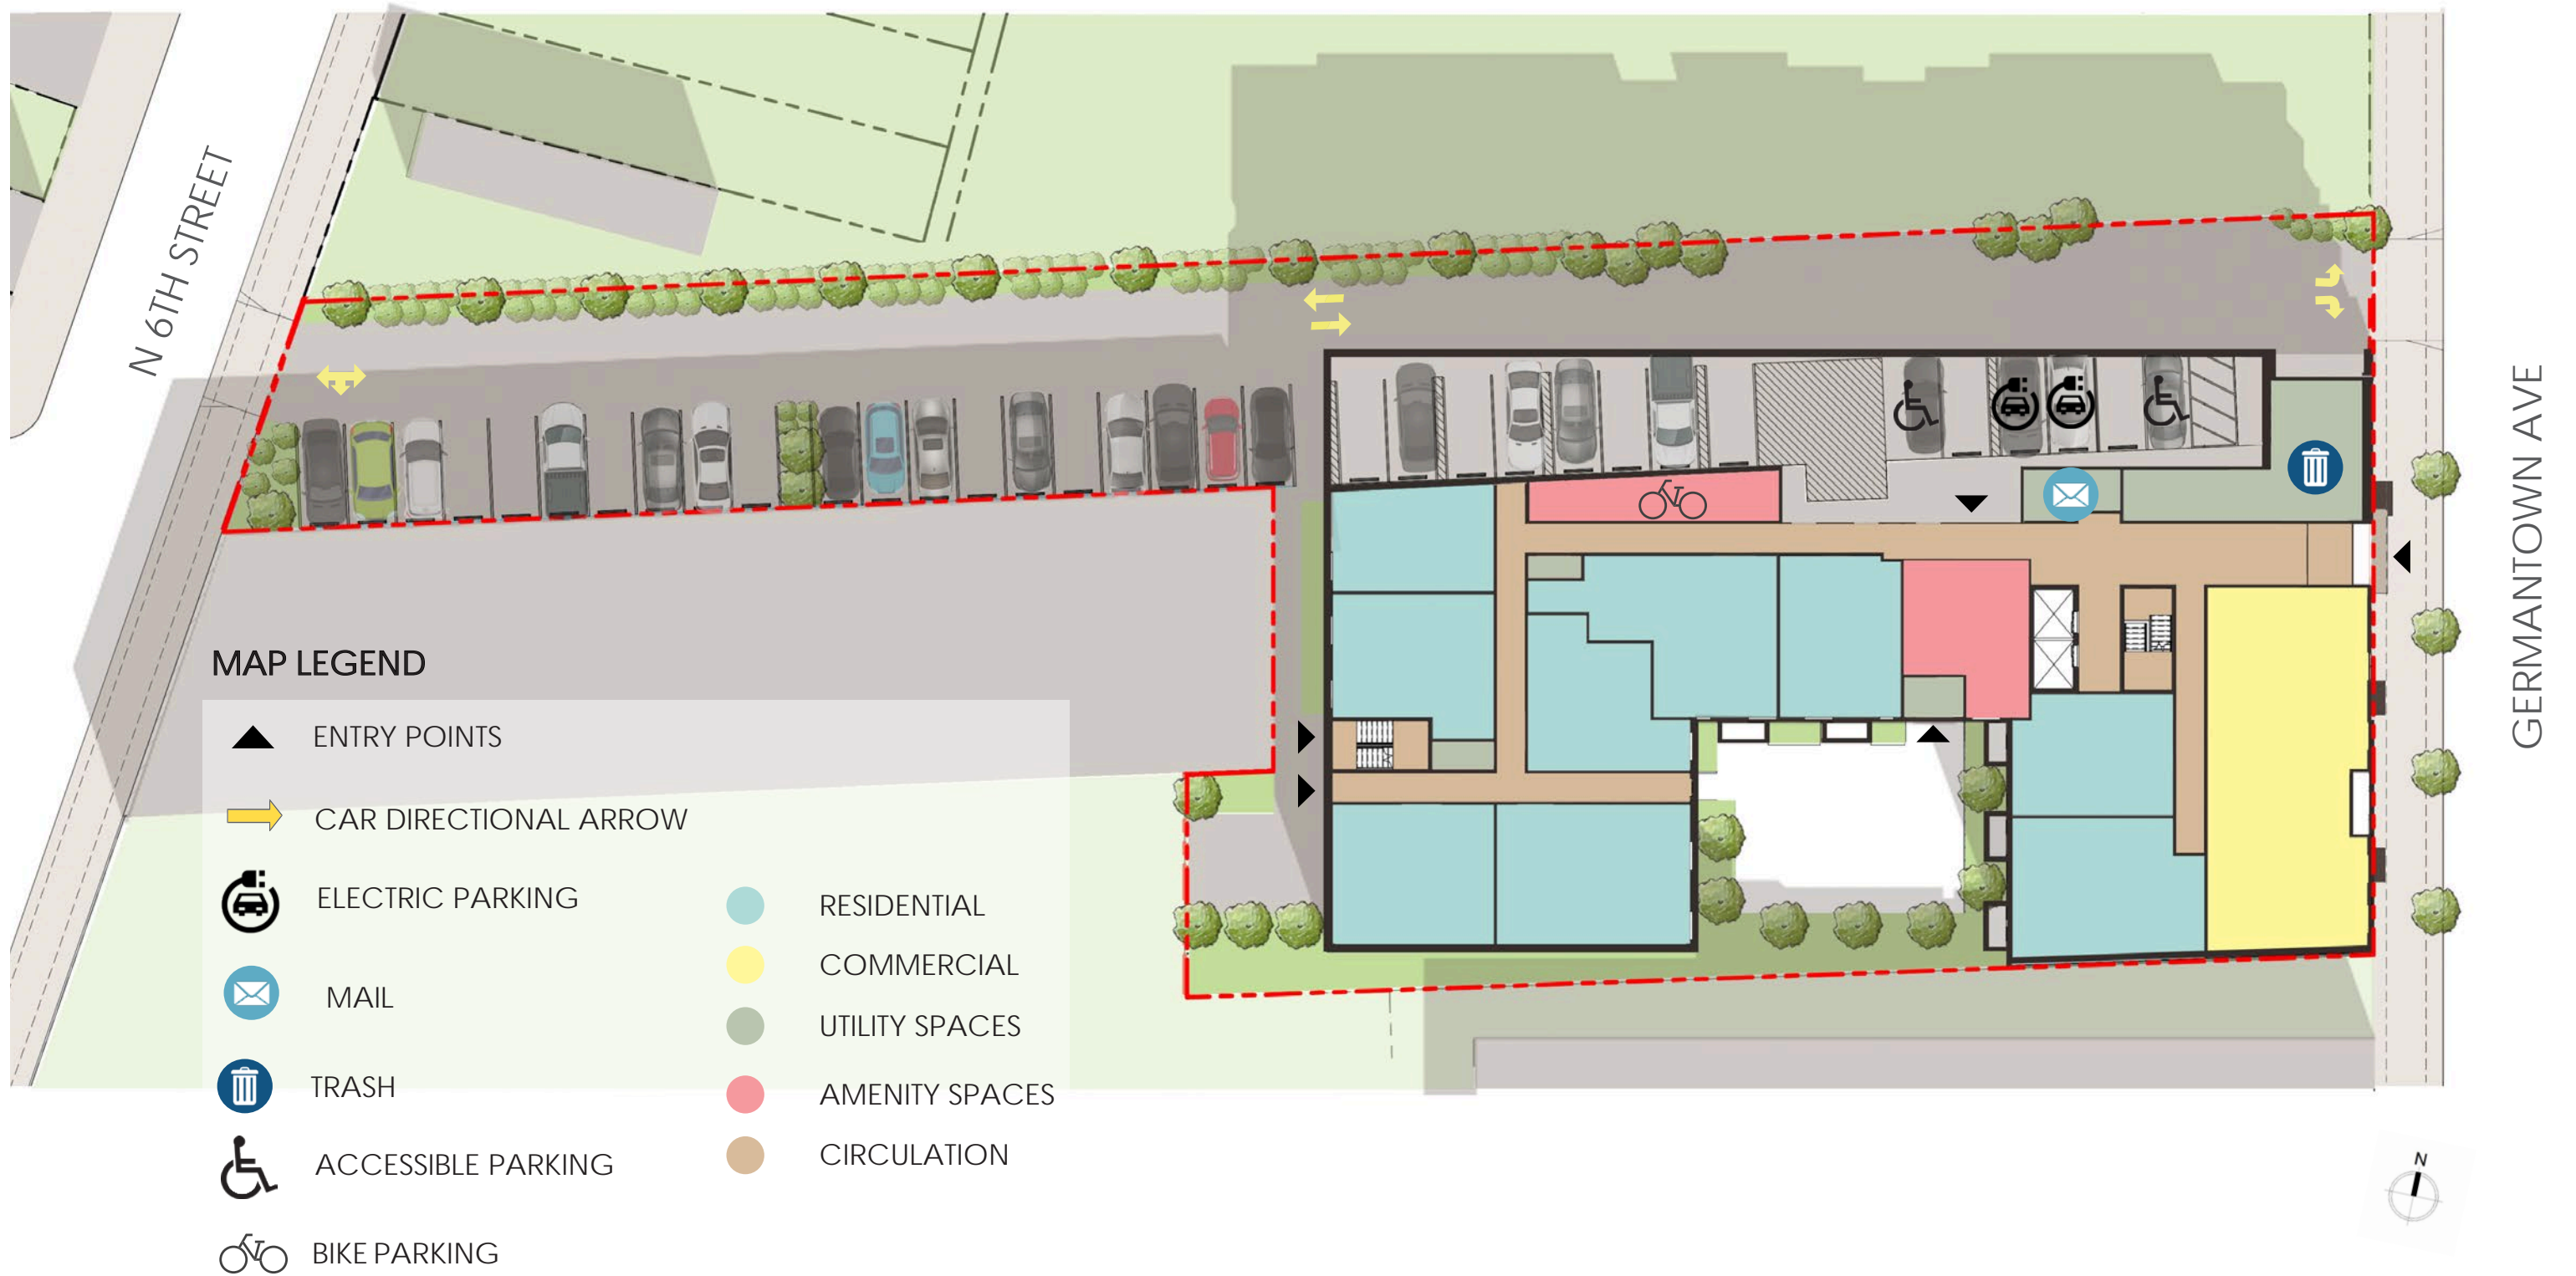 N 6TH STREET
GERMANTOWN AVE
MAP LEGEND
ENTRY POINTS
CAR DIRECTIONAL ARROW
ELECTRIC PARKING
MAIL
TRASH
ACCESSIBLE PARKING
BIKE PARKING
RESIDENTIAL
COMMERCIAL
UTILITY SPACES
AMENITY SPACES
CIRCULATION
N